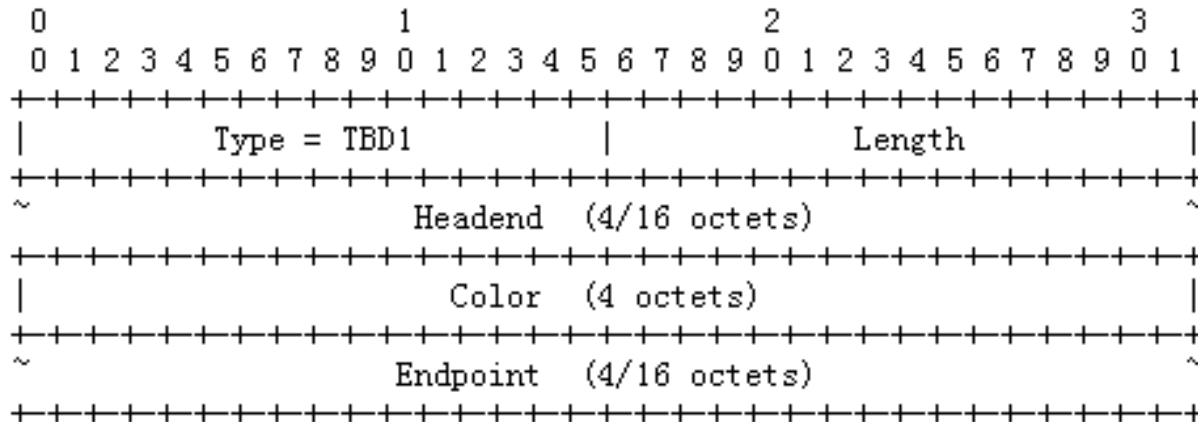 0                   1                   2                   3
 0 1 2 3 4 5 6 7 8 9 0 1 2 3 4 5 6 7 8 9 0 1 2 3 4 5 6 7 8 9 0 1
+-+-+-+-+-+-+-+-+-+-+-+-+-+-+-+-+-+-+-+-+-+-+-+-+-+-+-+-+-+-+-+-+
|          Type = TBD1          |             Length            |
+-+-+-+-+-+-+-+-+-+-+-+-+-+-+-+-+-+-+-+-+-+-+-+-+-+-+-+-+-+-+-+-+
~                     Headend  (4/16 octets)                    ~
+-+-+-+-+-+-+-+-+-+-+-+-+-+-+-+-+-+-+-+-+-+-+-+-+-+-+-+-+-+-+-+-+
|                       Color  (4 octets)                       |
+-+-+-+-+-+-+-+-+-+-+-+-+-+-+-+-+-+-+-+-+-+-+-+-+-+-+-+-+-+-+-+-+
~                    Endpoint  (4/16 octets)                    ~
+-+-+-+-+-+-+-+-+-+-+-+-+-+-+-+-+-+-+-+-+-+-+-+-+-+-+-+-+-+-+-+-+